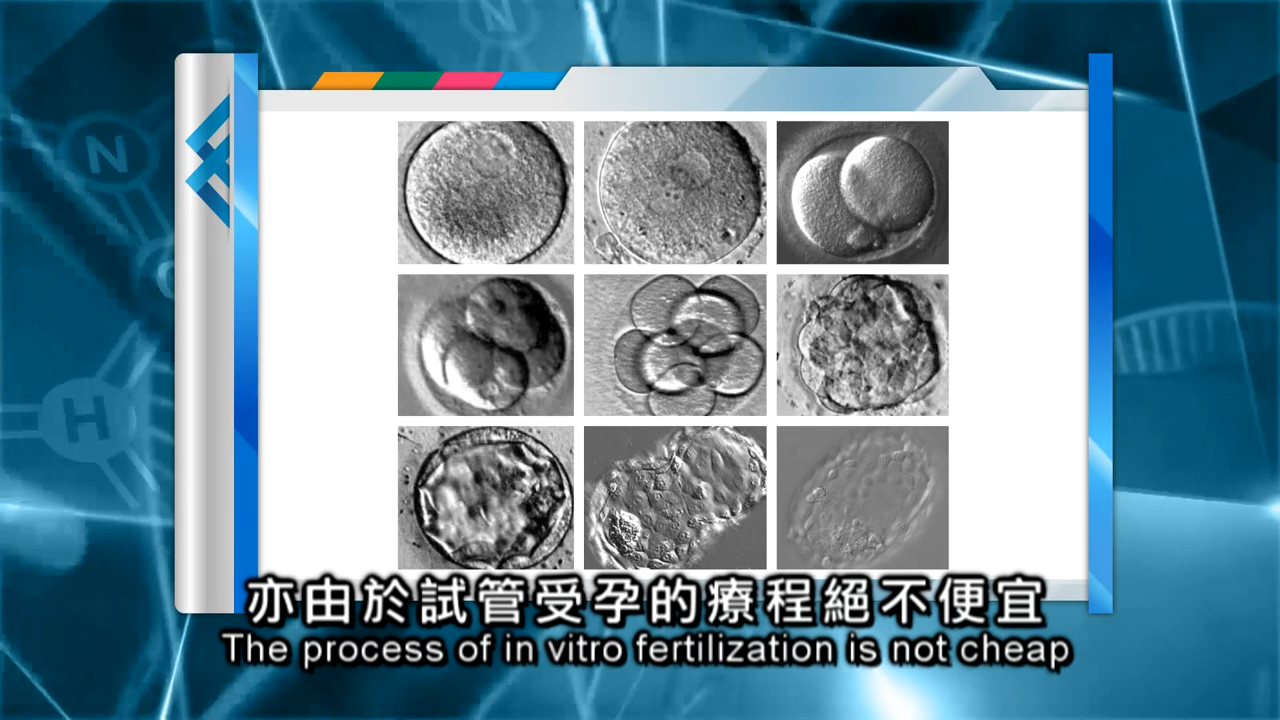 N
N
H
亦由於試管受孕的療程絕不便宜
The process of in vitro fertilization is not cheap